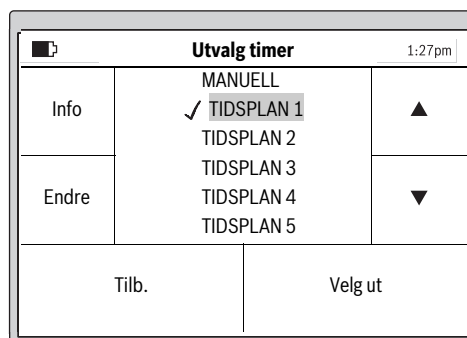 Utvalg timer 1:27pm
MANUELL
Info ✓ TIDSPLAN 1 ▲
TIDSPLAN 2
TIDSPLAN 3
Endre TIDSPLAN 4 ▼
TIDSPLAN 5
Tilb. Velg ut